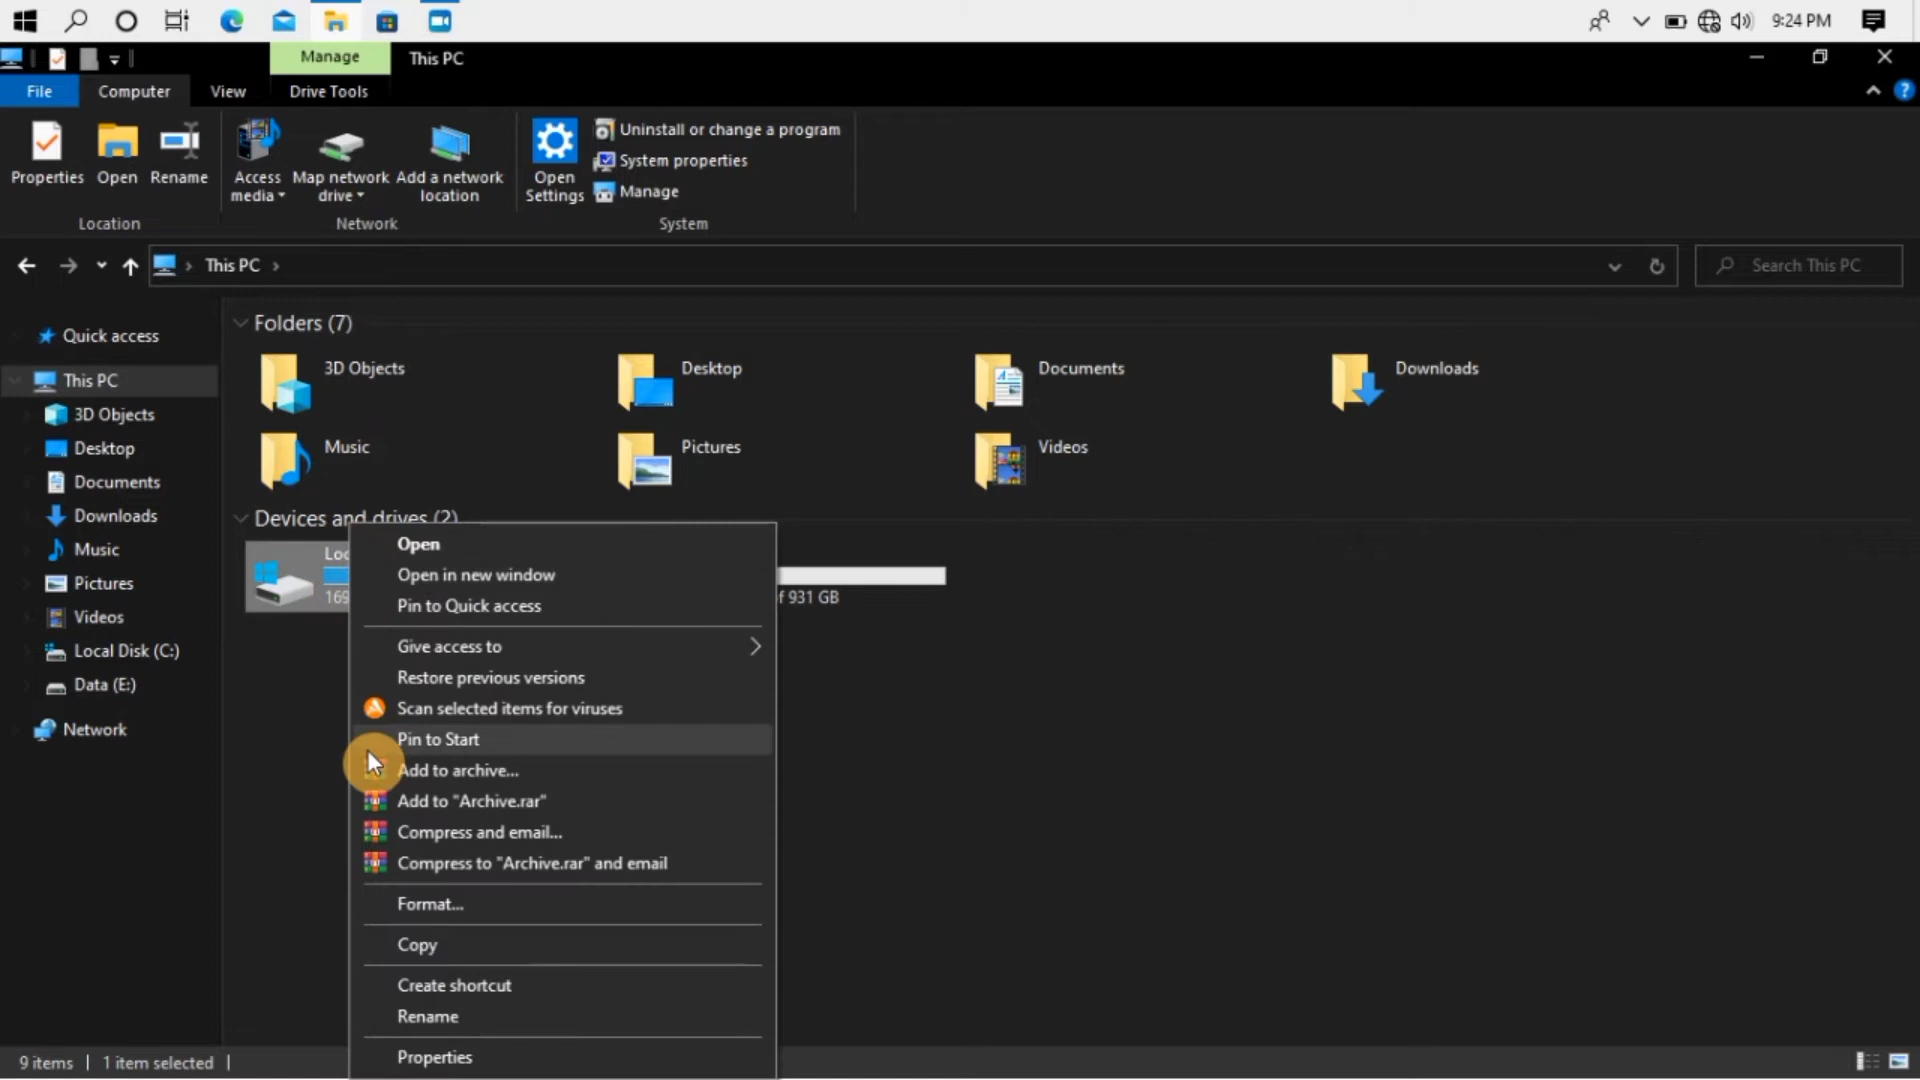 9:24 PM
Manage
This PC
File
Computer
View
Drive Tools
Properties
Open
Rename
Access
media
Map network
drive
Add a network
location
Open
Settings
Uninstall or change a program
System properties
Manage
Location
Network
System
This PC
Search This PC
Quick access
This PC
3D Objects
Desktop
Documents
Downloads
Music
Pictures
Videos
Local Disk (C:)
Data (E:)
Network
Folders (7)
3D Objects
Desktop
Documents
Downloads
Music
Pictures
Videos
Devices and drives (2)
Loc
169
f 931 GB
Open
Open in new window
Pin to Quick access
Give access to
Restore previous versions
Scan selected items for viruses
Pin to Start
Add to archive...
Add to "Archive.rar"
Compress and email...
Compress to "Archive.rar" and email
Format...
Copy
Create shortcut
Rename
Properties
9 items
1 item selected